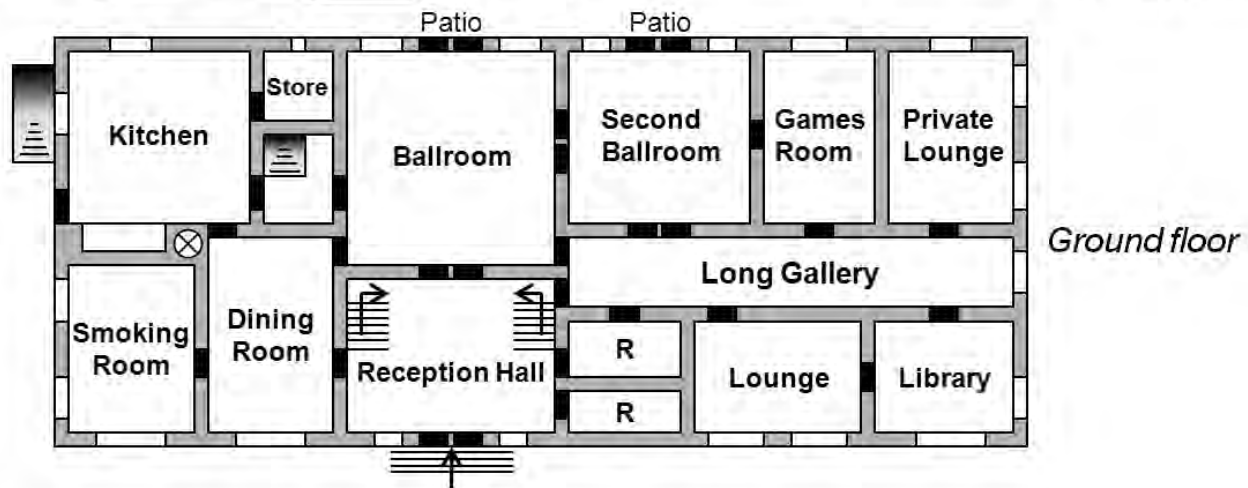 Patio
Patio
Store
Kitchen
Ballroom
Second
Ballroom
Games
Room
Private
Lounge
Ground floor
Long Gallery
Smoking
Room
Dining
Room
Reception Hall
R
R
Lounge
Library